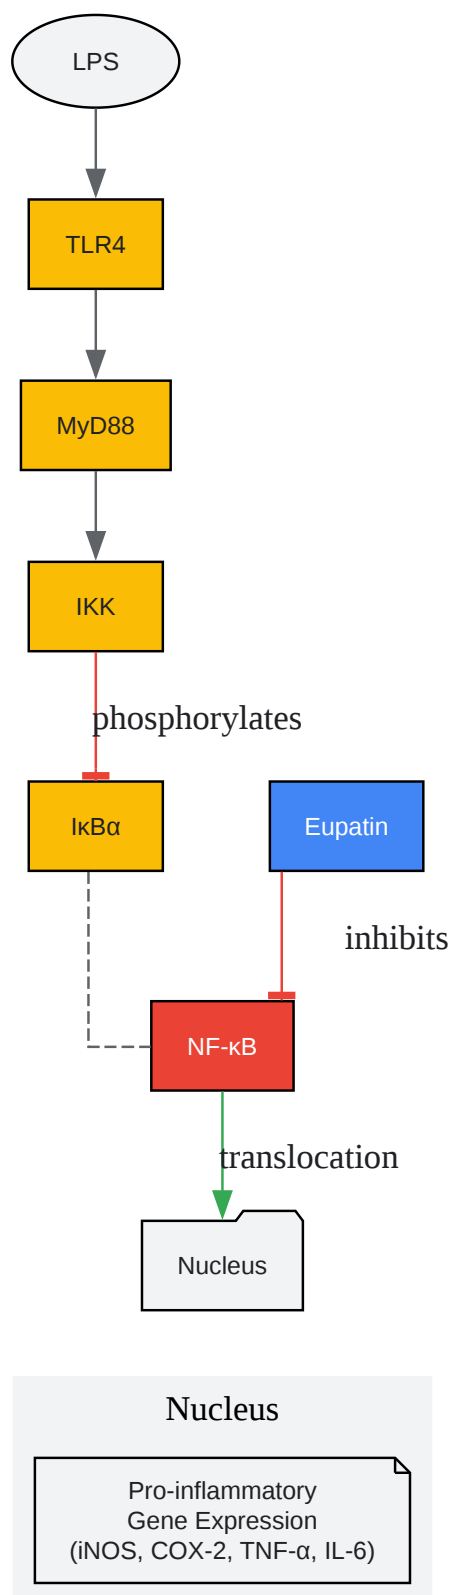 LPS
TLR4
MyD88
IKK
phosphorylates
IκBα
Eupatin
inhibits
NF-κB
translocation
Nucleus
Nucleus
Pro-inflammatory
Gene Expression
(iNOS, COX-2, TNF-α, IL-6)